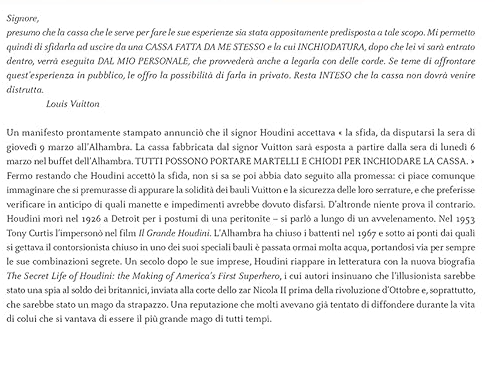 Signore,
presumo che la cassa che le serve per fare le sue esperienze sia stata appositamente predisposta a tale scopo. Mi permetto
quindi di sfidarla ad uscire da una CASSA FATTA DA ME STESSO e la cui INCHIODATURA, dopo che lei vi sarà entrato
dentro, verrà eseguita DAL MIO PERSONALE, che provvederà anche a legarla con delle corde. Se teme di affrontare
quest'esperienza in pubblico, le offro la possibilità di farla in privato. Resta INTESO che la cassa non dovrà venire
distrutta.
Louis Vuitton
Un manifesto prontamente stampato annunciò che il signor Houdini accettava « la sfida, da disputarsi la sera di
giovedì 9 marzo all'Alhambra. La cassa fabbricata dal signor Vuitton sarà esposta a partire dalla sera di lunedì 6
marzo nel buffet dell'Alhambra. TUTTI POSSONO PORTARE MARTELLI E CHIODI PER INCHIODARE LA CASSA. »
Fermo restando che Houdini accettò la sfida, non si sa se poi abbia dato seguito alla promessa: ci piace comunque
immaginare che si premurasse di appurare la solidità dei bauli Vuitton e la sicurezza delle loro serrature, e che preferisse
verificare in anticipo di quali manette e impedimenti avrebbe dovuto disfarsi. D'altronde niente prova il contrario.
Houdini morì nel 1926 a Detroit per i postumi di una peritonite – si parlò a lungo di un avvelenamento. Nel 1953
Tony Curtis l'impersonò nel film Il Grande Houdini. L'Alhambra ha chiuso i battenti nel 1967 e sotto ai ponti dai quali
si gettava il contorsionista chiuso in uno dei suoi speciali bauli è passata ormai molta acqua, portandosi via per sempre
le sue combinazioni segrete. Un secolo dopo le sue imprese, Houdini riappare in letteratura con la nuova biografia
The Secret Life of Houdini: the Making of America's First Superhero, i cui autori insinuano che l'illusionista sarebbe
stato una spia al soldo dei britannici, inviata alla corte dello zar Nicola II prima della rivoluzione d'Ottobre e, soprattutto,
che sarebbe stato un mago da strapazzo. Una reputazione che molti avevano già tentato di diffondere durante la vita
di colui che si vantava di essere il più grande mago di tutti tempi.